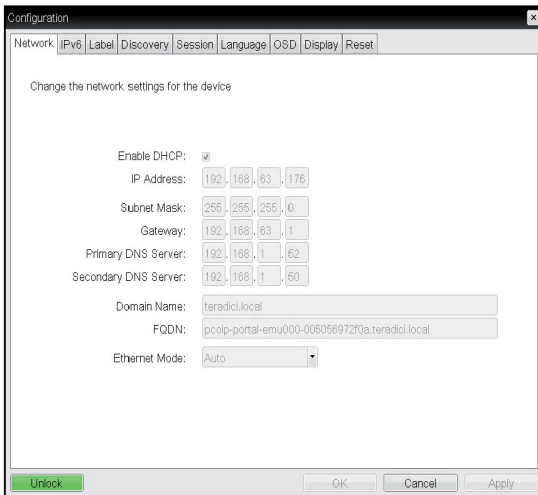 Configuration
Network IPv6 Label Discovery Session Language OSD Display Reset
Change the network settings for the device
Enable DHCP:
IP Address: 192 . 168 . 63 . 176
Subnet Mask: 255 . 255 . 255 . 0
Gateway: 192 . 168 . 63 . 1
Primary DNS Server: 192 . 168 . 1 . 52
Secondary DNS Server: 192 . 168 . 1 . 50
Domain Name: teradici.local
FQDN: pcoip-portal-emu000-005056972f0a.teradici.local
Ethernet Mode: Auto
Unlock OK Cancel Apply